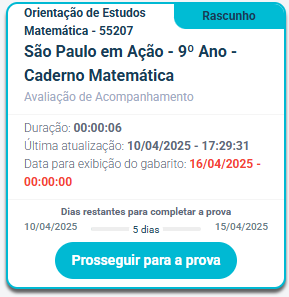 Rascunho
Orientação de Estudos
Matemática - 55207
São Paulo em Ação - 9º Ano -
Caderno Matemática
Avaliação de Acompanhamento
Duração: 00:00:06
Última atualização: 10/04/2025 - 17:29:31
Data para exibição do gabarito: 16/04/2025 -
00:00:00
Dias restantes para completar a prova
10/04/2025 5 dias 15/04/2025
Prosseguir para a prova